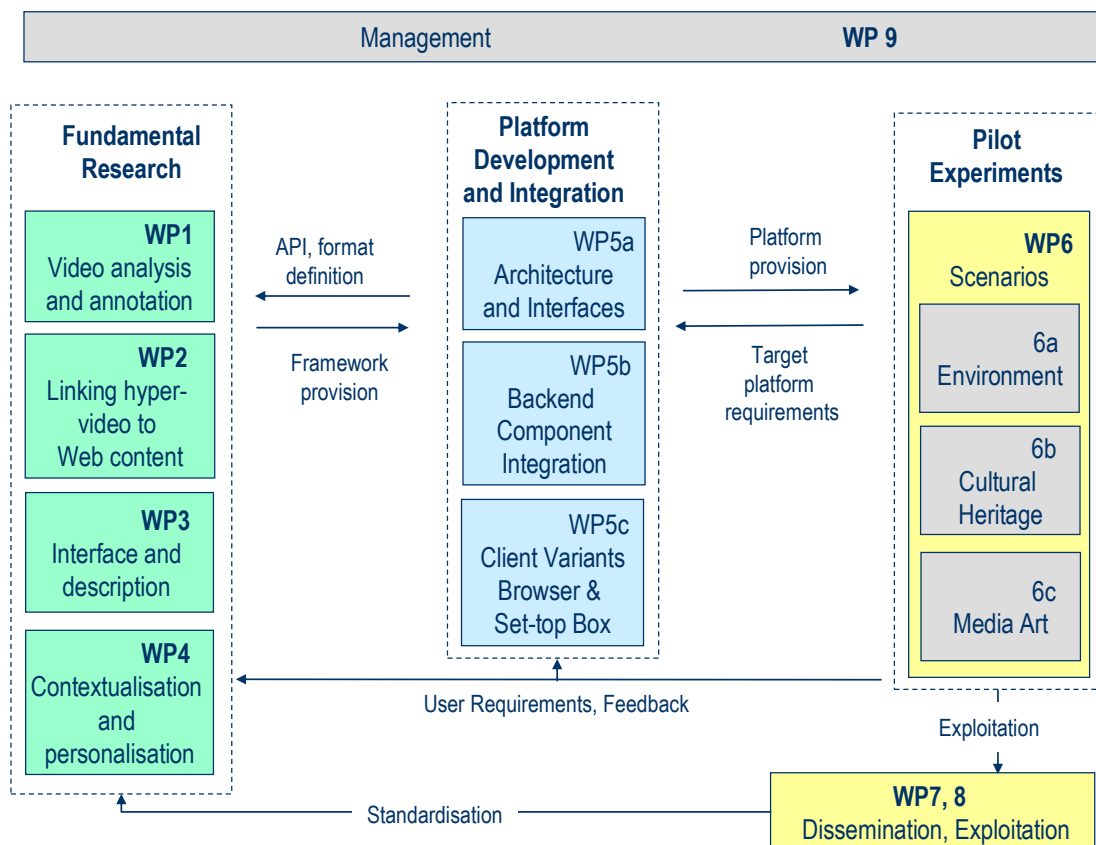 Management WP 9
Fundamental
Research
WP1
Video analysis
and annotation
WP2
Linking hyper-
video to
Web content
WP3
Interface and
description
WP4
Contextualisation
and
personalisation
API, format
definition
Framework
provision
Platform
Development
and Integration
WP5a
Architecture
and Interfaces
WP5b
Backend
Component
Integration
WP5c
Client Variants
Browser &
Set-top Box
Platform
provision
Target
platform
requirements
Pilot
Experiments
WP6
Scenarios
6a
Environment
6b
Cultural
Heritage
6c
Media Art
User Requirements, Feedback
Exploitation
WP7, 8
Dissemination, Exploitation
Standardisation